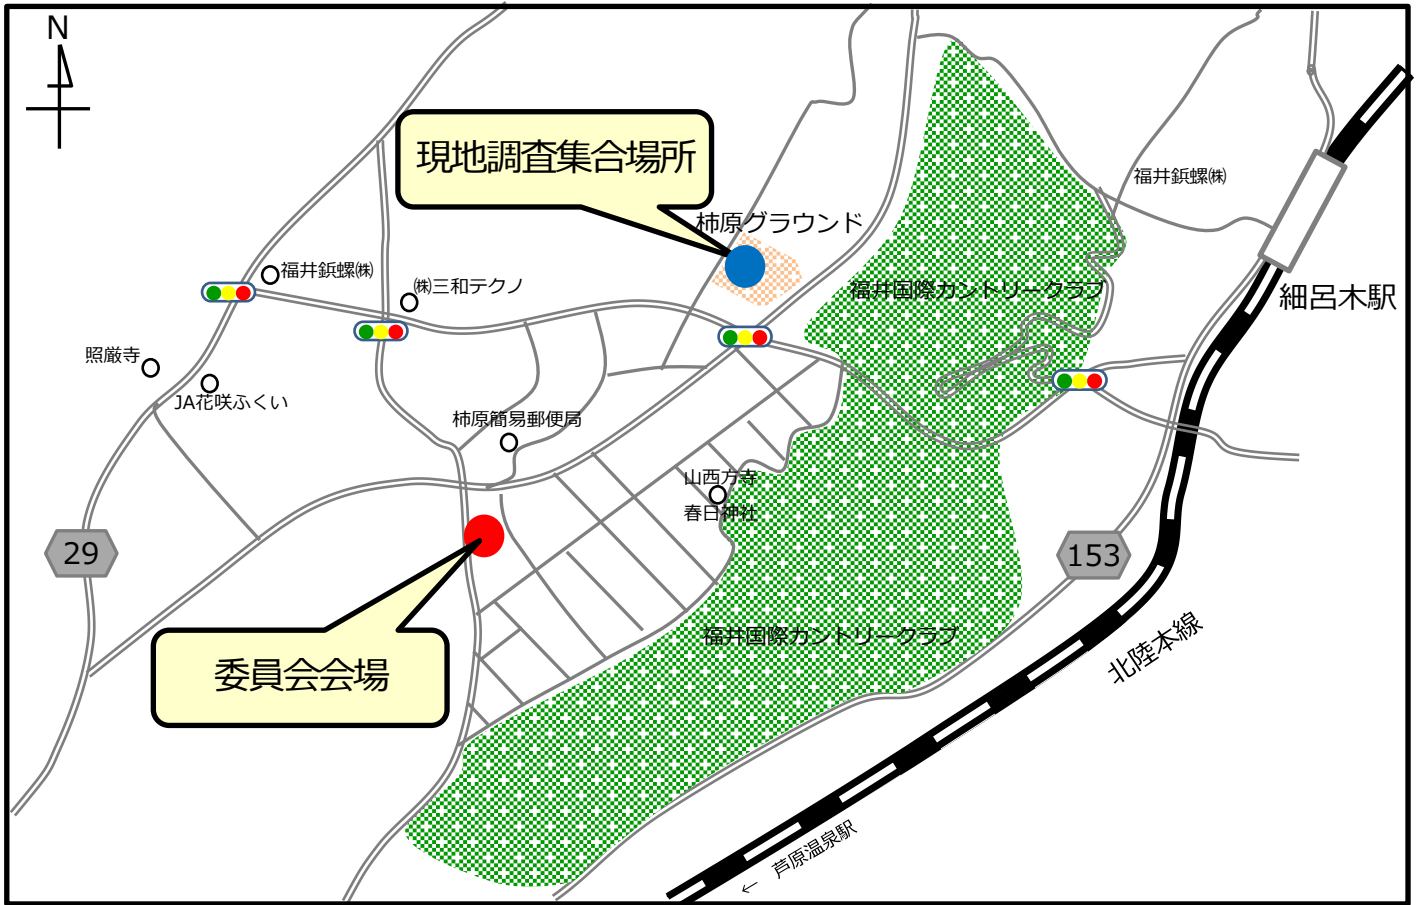 N
現地調査集合場所
福井鋲螺㈱
柿原グラウンド
福井鋲螺㈱
㈱三和テクノ
福井国際カントリークラブ
細呂木駅
照厳寺
JA花咲ふくい
柿原簡易郵便局
山西方寺
春日神社
29
153
福井国際カントリークラブ
委員会会場
北陸本線
← 芦原温泉駅